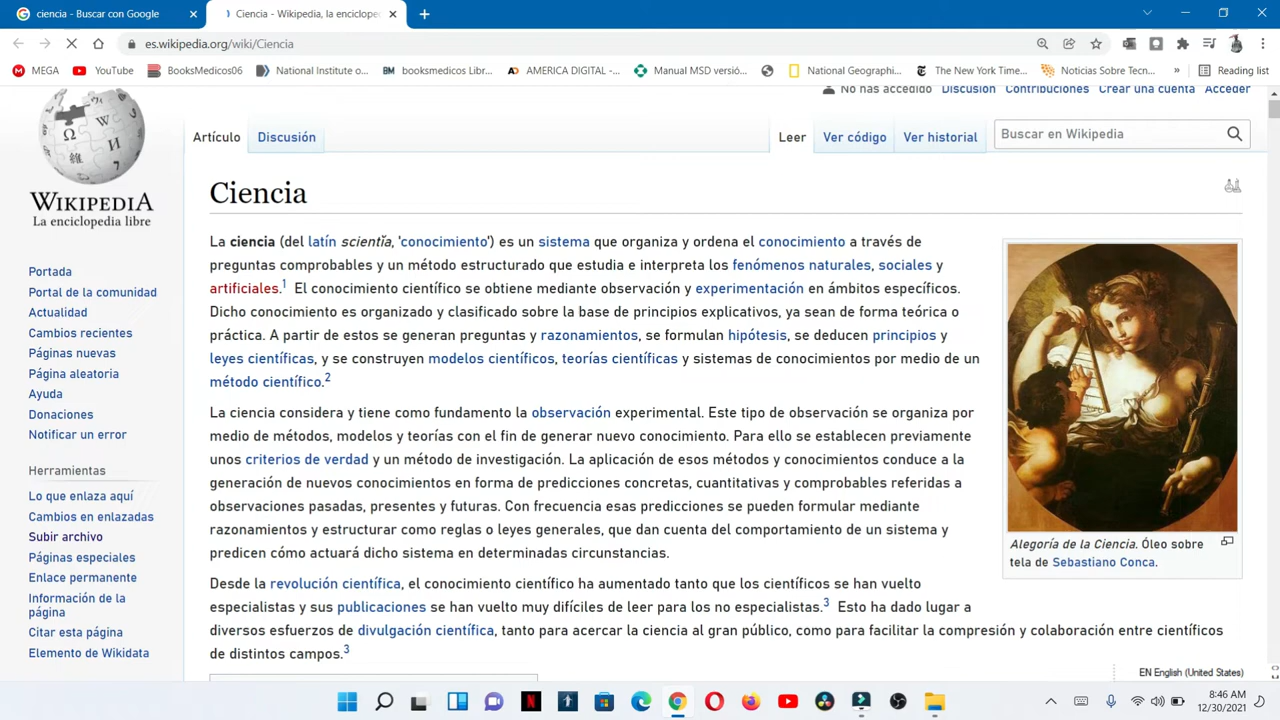 ciencia - Buscar con Google
Ciencia - Wikipedia, la enciclope
es.wikipedia.org/wiki/Ciencia
MEGA
YouTube
BooksMedicos06
National Institute o...
booksmedicos Libr...
AMERICA DIGITAL -...
Manual MSD versió...
National Geographi...
The New York Time...
Noticias Sobre Tecn...
»
Reading list
No has accedido Discusión Contribuciones Crear una cuenta Acceder
WIKIPEDIA
La enciclopedia libre
Artículo Discusión Leer Ver código Ver historial Buscar en Wikipedia
Ciencia
La ciencia (del latín scientĭa, 'conocimiento') es un sistema que organiza y ordena el conocimiento a través de
preguntas comprobables y un método estructurado que estudia e interpreta los fenómenos naturales, sociales y
artificiales.1 El conocimiento científico se obtiene mediante observación y experimentación en ámbitos específicos.
Dicho conocimiento es organizado y clasificado sobre la base de principios explicativos, ya sean de forma teórica o
práctica. A partir de estos se generan preguntas y razonamientos, se formulan hipótesis, se deducen principios y
leyes científicas, y se construyen modelos científicos, teorías científicas y sistemas de conocimientos por medio de un
método científico.2
La ciencia considera y tiene como fundamento la observación experimental. Este tipo de observación se organiza por
medio de métodos, modelos y teorías con el fin de generar nuevo conocimiento. Para ello se establecen previamente
unos criterios de verdad y un método de investigación. La aplicación de esos métodos y conocimientos conduce a la
generación de nuevos conocimientos en forma de predicciones concretas, cuantitativas y comprobables referidas a
observaciones pasadas, presentes y futuras. Con frecuencia esas predicciones se pueden formular mediante
razonamientos y estructurar como reglas o leyes generales, que dan cuenta del comportamiento de un sistema y
predicen cómo actuará dicho sistema en determinadas circunstancias.
Desde la revolución científica, el conocimiento científico ha aumentado tanto que los científicos se han vuelto
especialistas y sus publicaciones se han vuelto muy difíciles de leer para los no especialistas.3 Esto ha dado lugar a
diversos esfuerzos de divulgación científica, tanto para acercar la ciencia al gran público, como para facilitar la compresión y colaboración entre científicos
de distintos campos.3
Alegoría de la Ciencia. Óleo sobre
tela de Sebastiano Conca.
Portada
Portal de la comunidad
Actualidad
Cambios recientes
Páginas nuevas
Página aleatoria
Ayuda
Donaciones
Notificar un error
Herramientas
Lo que enlaza aquí
Cambios en enlazadas
Subir archivo
Páginas especiales
Enlace permanente
Información de la
página
Citar esta página
Elemento de Wikidata
EN English (United States)
8:46 AM
12/30/2021